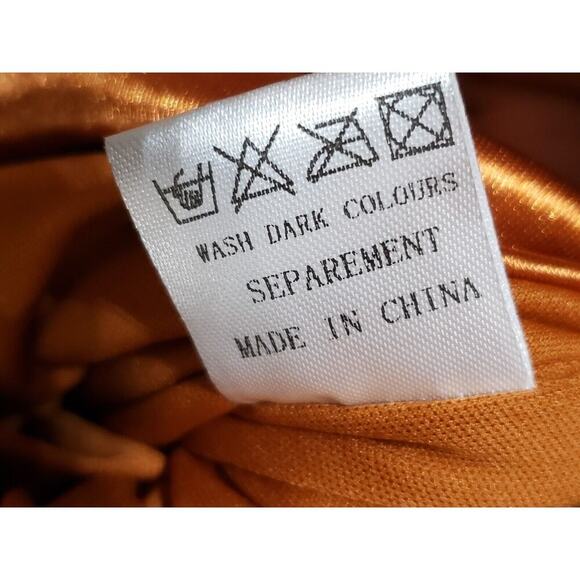 WASH DARK COLOURS
SEPAREMENT
MADE IN CHINA